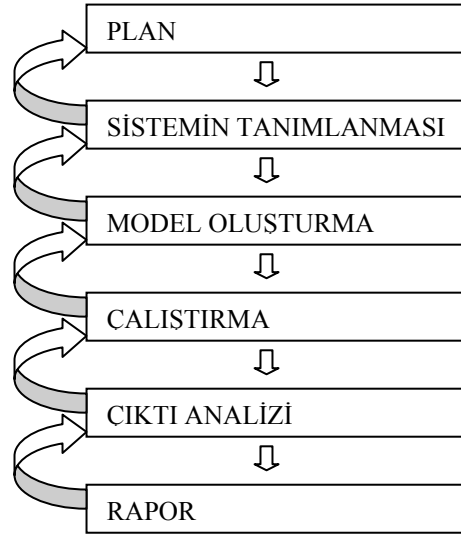 PLAN
SİSTEMİN TANIMLANMASI
MODEL OLUŞTURMA
ÇALIŞTIRMA
ÇIKTI ANALİZİ
RAPOR